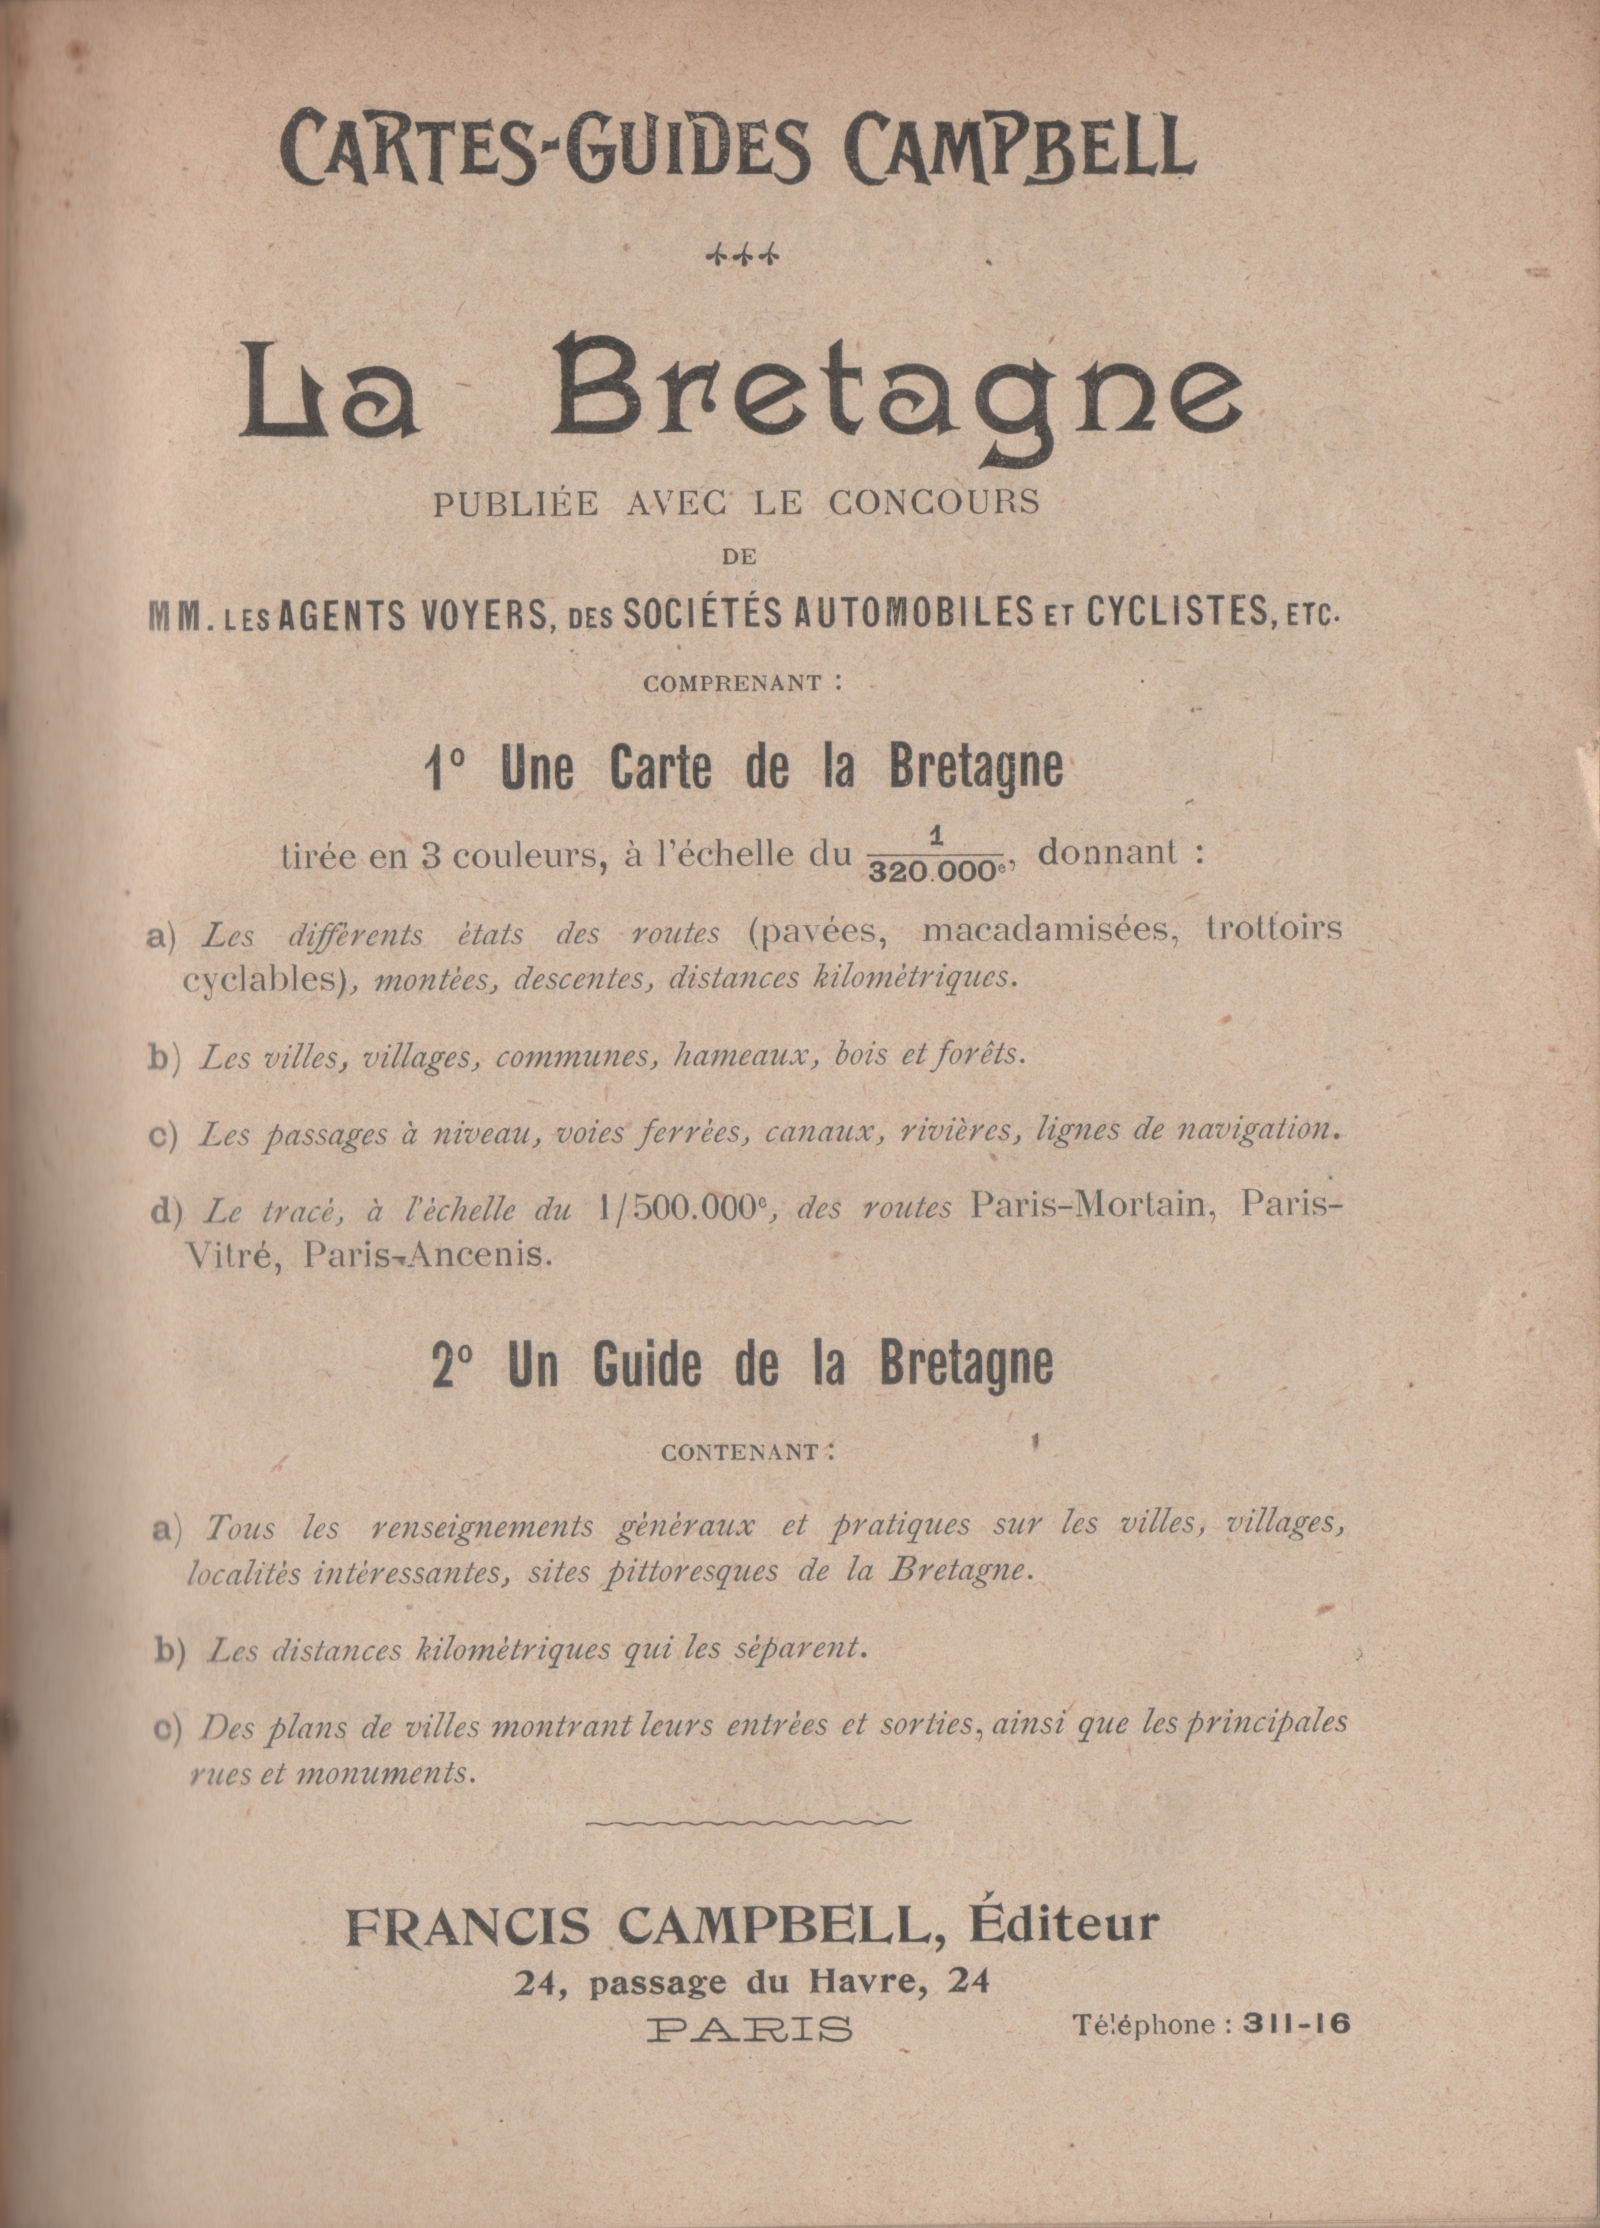 CARTES-GUIDES CAMPBELL
La Bretagne
PUBLIÉE AVEC LE CONCOURS
DE
MM. LES AGENTS VOYERS, DES SOCIÉTÉS AUTOMOBILES ET CYCLISTES, ETC.
COMPRENANT :
1º Une Carte de la Bretagne
tirée en 3 couleurs, à l'échelle du 1/320.000e, donnant :
a) Les différents états des routes (pavées, macadamisées, trottoirs
cyclables), montées, descentes, distances kilométriques.
b) Les villes, villages, communes, hameaux, bois et forêts.
c) Les passages à niveau, voies ferrées, canaux, rivières, lignes de navigation.
d) Le tracé, à l'échelle du 1/500.000e, des routes Paris-Mortain, Paris-
Vitré, Paris-Ancenis.
2º Un Guide de la Bretagne
CONTENANT :
a) Tous les renseignements généraux et pratiques sur les villes, villages,
localités intéressantes, sites pittoresques de la Bretagne.
b) Les distances kilométriques qui les séparent.
c) Des plans de villes montrant leurs entrées et sorties, ainsi que les principales
rues et monuments.
FRANCIS CAMPBELL, Éditeur
24, passage du Havre, 24
PARIS
Téléphone : 311-16